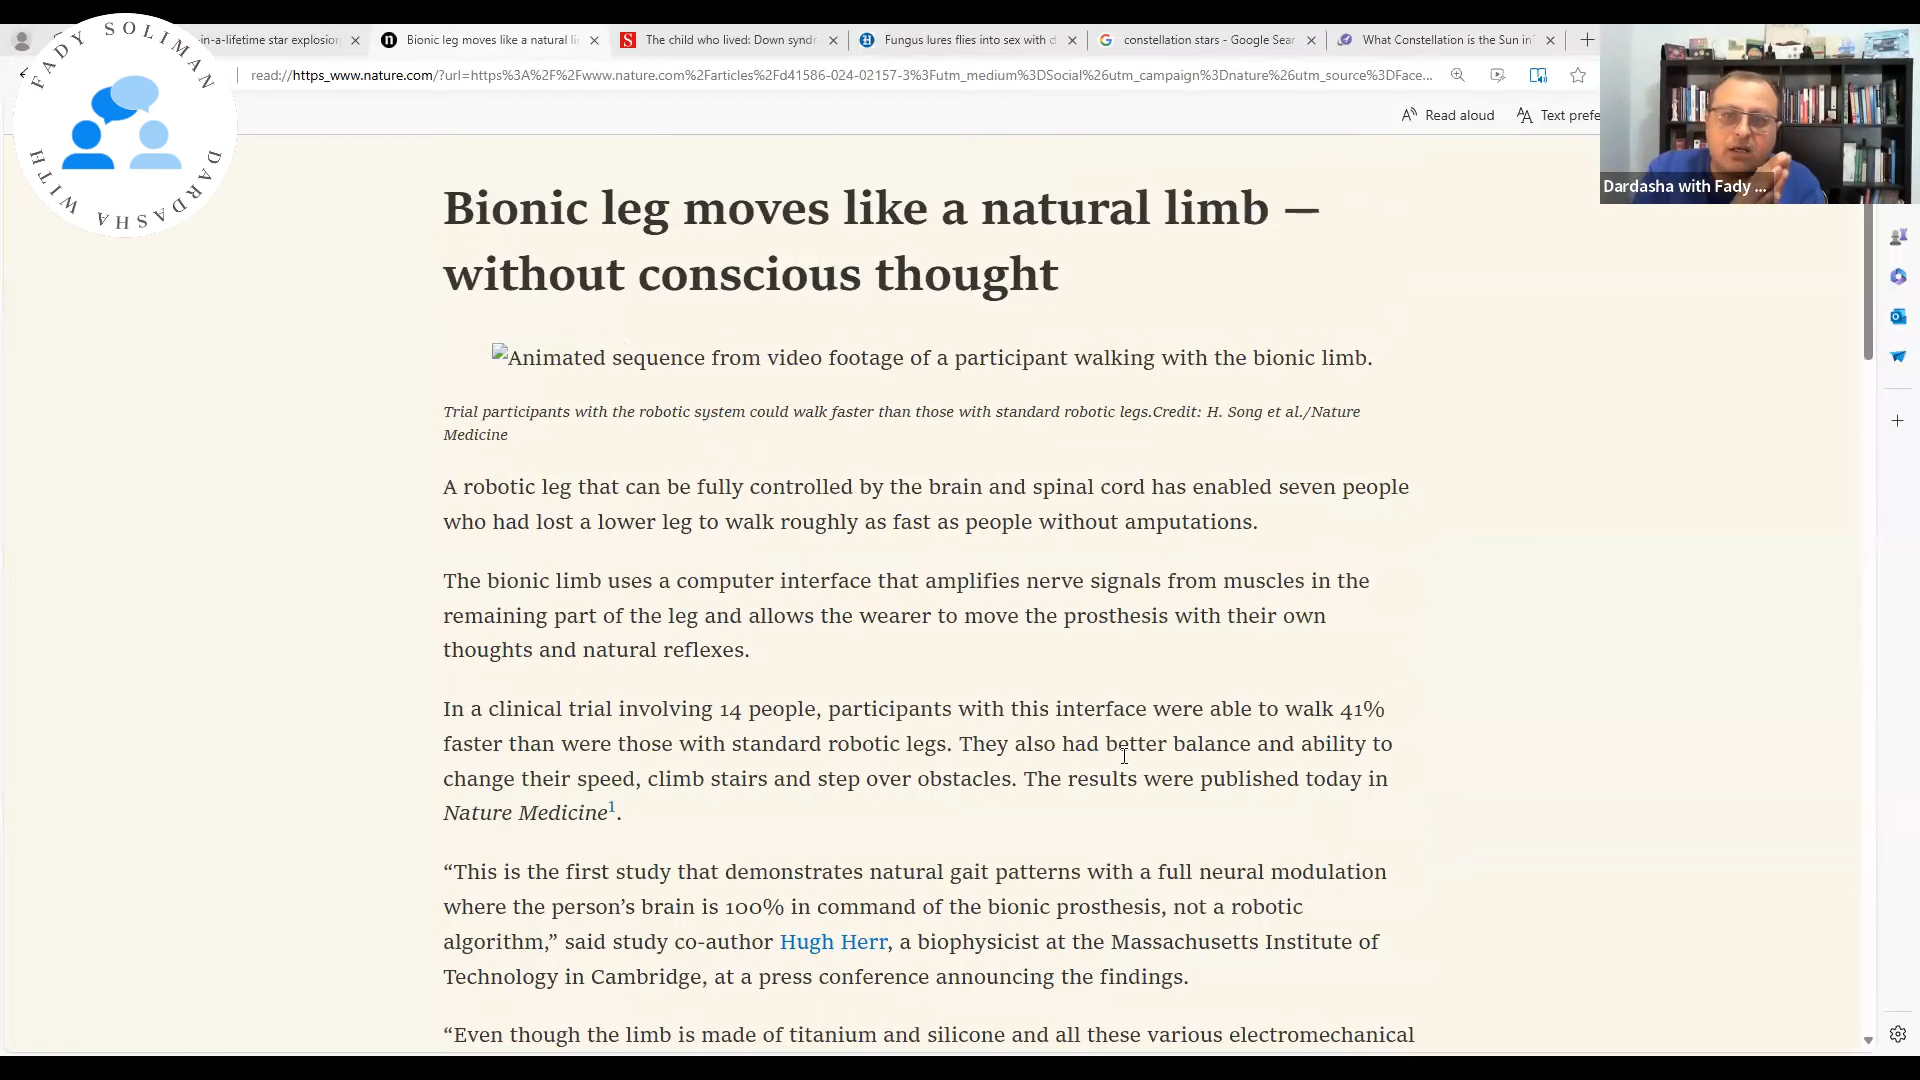 FADY SOLIMAN
DARDASHA WITH
-in-a-lifetime star explosion
Bionic leg moves like a natural li
The child who lived: Down synd
Fungus lures flies into sex with d
constellation stars - Google Sear
What Constellation is the Sun in
read://https_www.nature.com/?url=https%3A%2F%2Fwww.nature.com%2Farticles%2Fd41586-024-02157-3%3Futm_medium%3DSocial%26utm_campaign%3Dnature%26utm_source%3DFace...
Read aloud
Text prefe
Dardasha with Fady ...
Bionic leg moves like a natural limb —
without conscious thought
Animated sequence from video footage of a participant walking with the bionic limb.
Trial participants with the robotic system could walk faster than those with standard robotic legs.Credit: H. Song et al./Nature
Medicine
A robotic leg that can be fully controlled by the brain and spinal cord has enabled seven people
who had lost a lower leg to walk roughly as fast as people without amputations.
The bionic limb uses a computer interface that amplifies nerve signals from muscles in the
remaining part of the leg and allows the wearer to move the prosthesis with their own
thoughts and natural reflexes.
In a clinical trial involving 14 people, participants with this interface were able to walk 41%
faster than were those with standard robotic legs. They also had better balance and ability to
change their speed, climb stairs and step over obstacles. The results were published today in
Nature Medicine1.
“This is the first study that demonstrates natural gait patterns with a full neural modulation
where the person’s brain is 100% in command of the bionic prosthesis, not a robotic
algorithm,” said study co-author Hugh Herr, a biophysicist at the Massachusetts Institute of
Technology in Cambridge, at a press conference announcing the findings.
“Even though the limb is made of titanium and silicone and all these various electromechanical